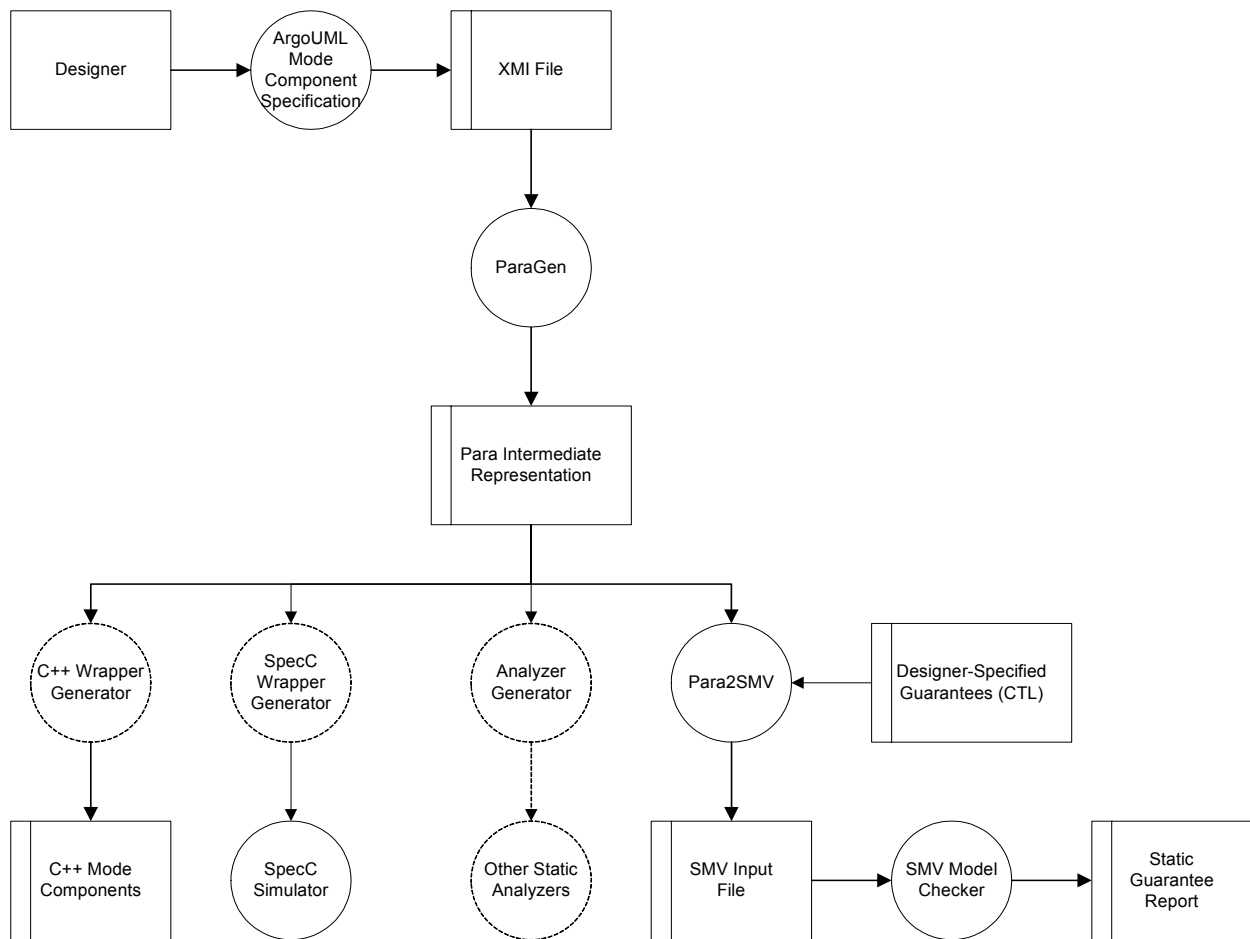 Designer
ArgoUML
Mode
Component
Specification
XMI File
ParaGen
Para Intermediate
Representation
C++ Wrapper
Generator
SpecC
Wrapper
Generator
Analyzer
Generator
Para2SMV
Designer-Specified
Guarantees (CTL)
C++ Mode
Components
SpecC
Simulator
Other Static
Analyzers
SMV Input
File
SMV Model
Checker
Static
Guarantee
Report